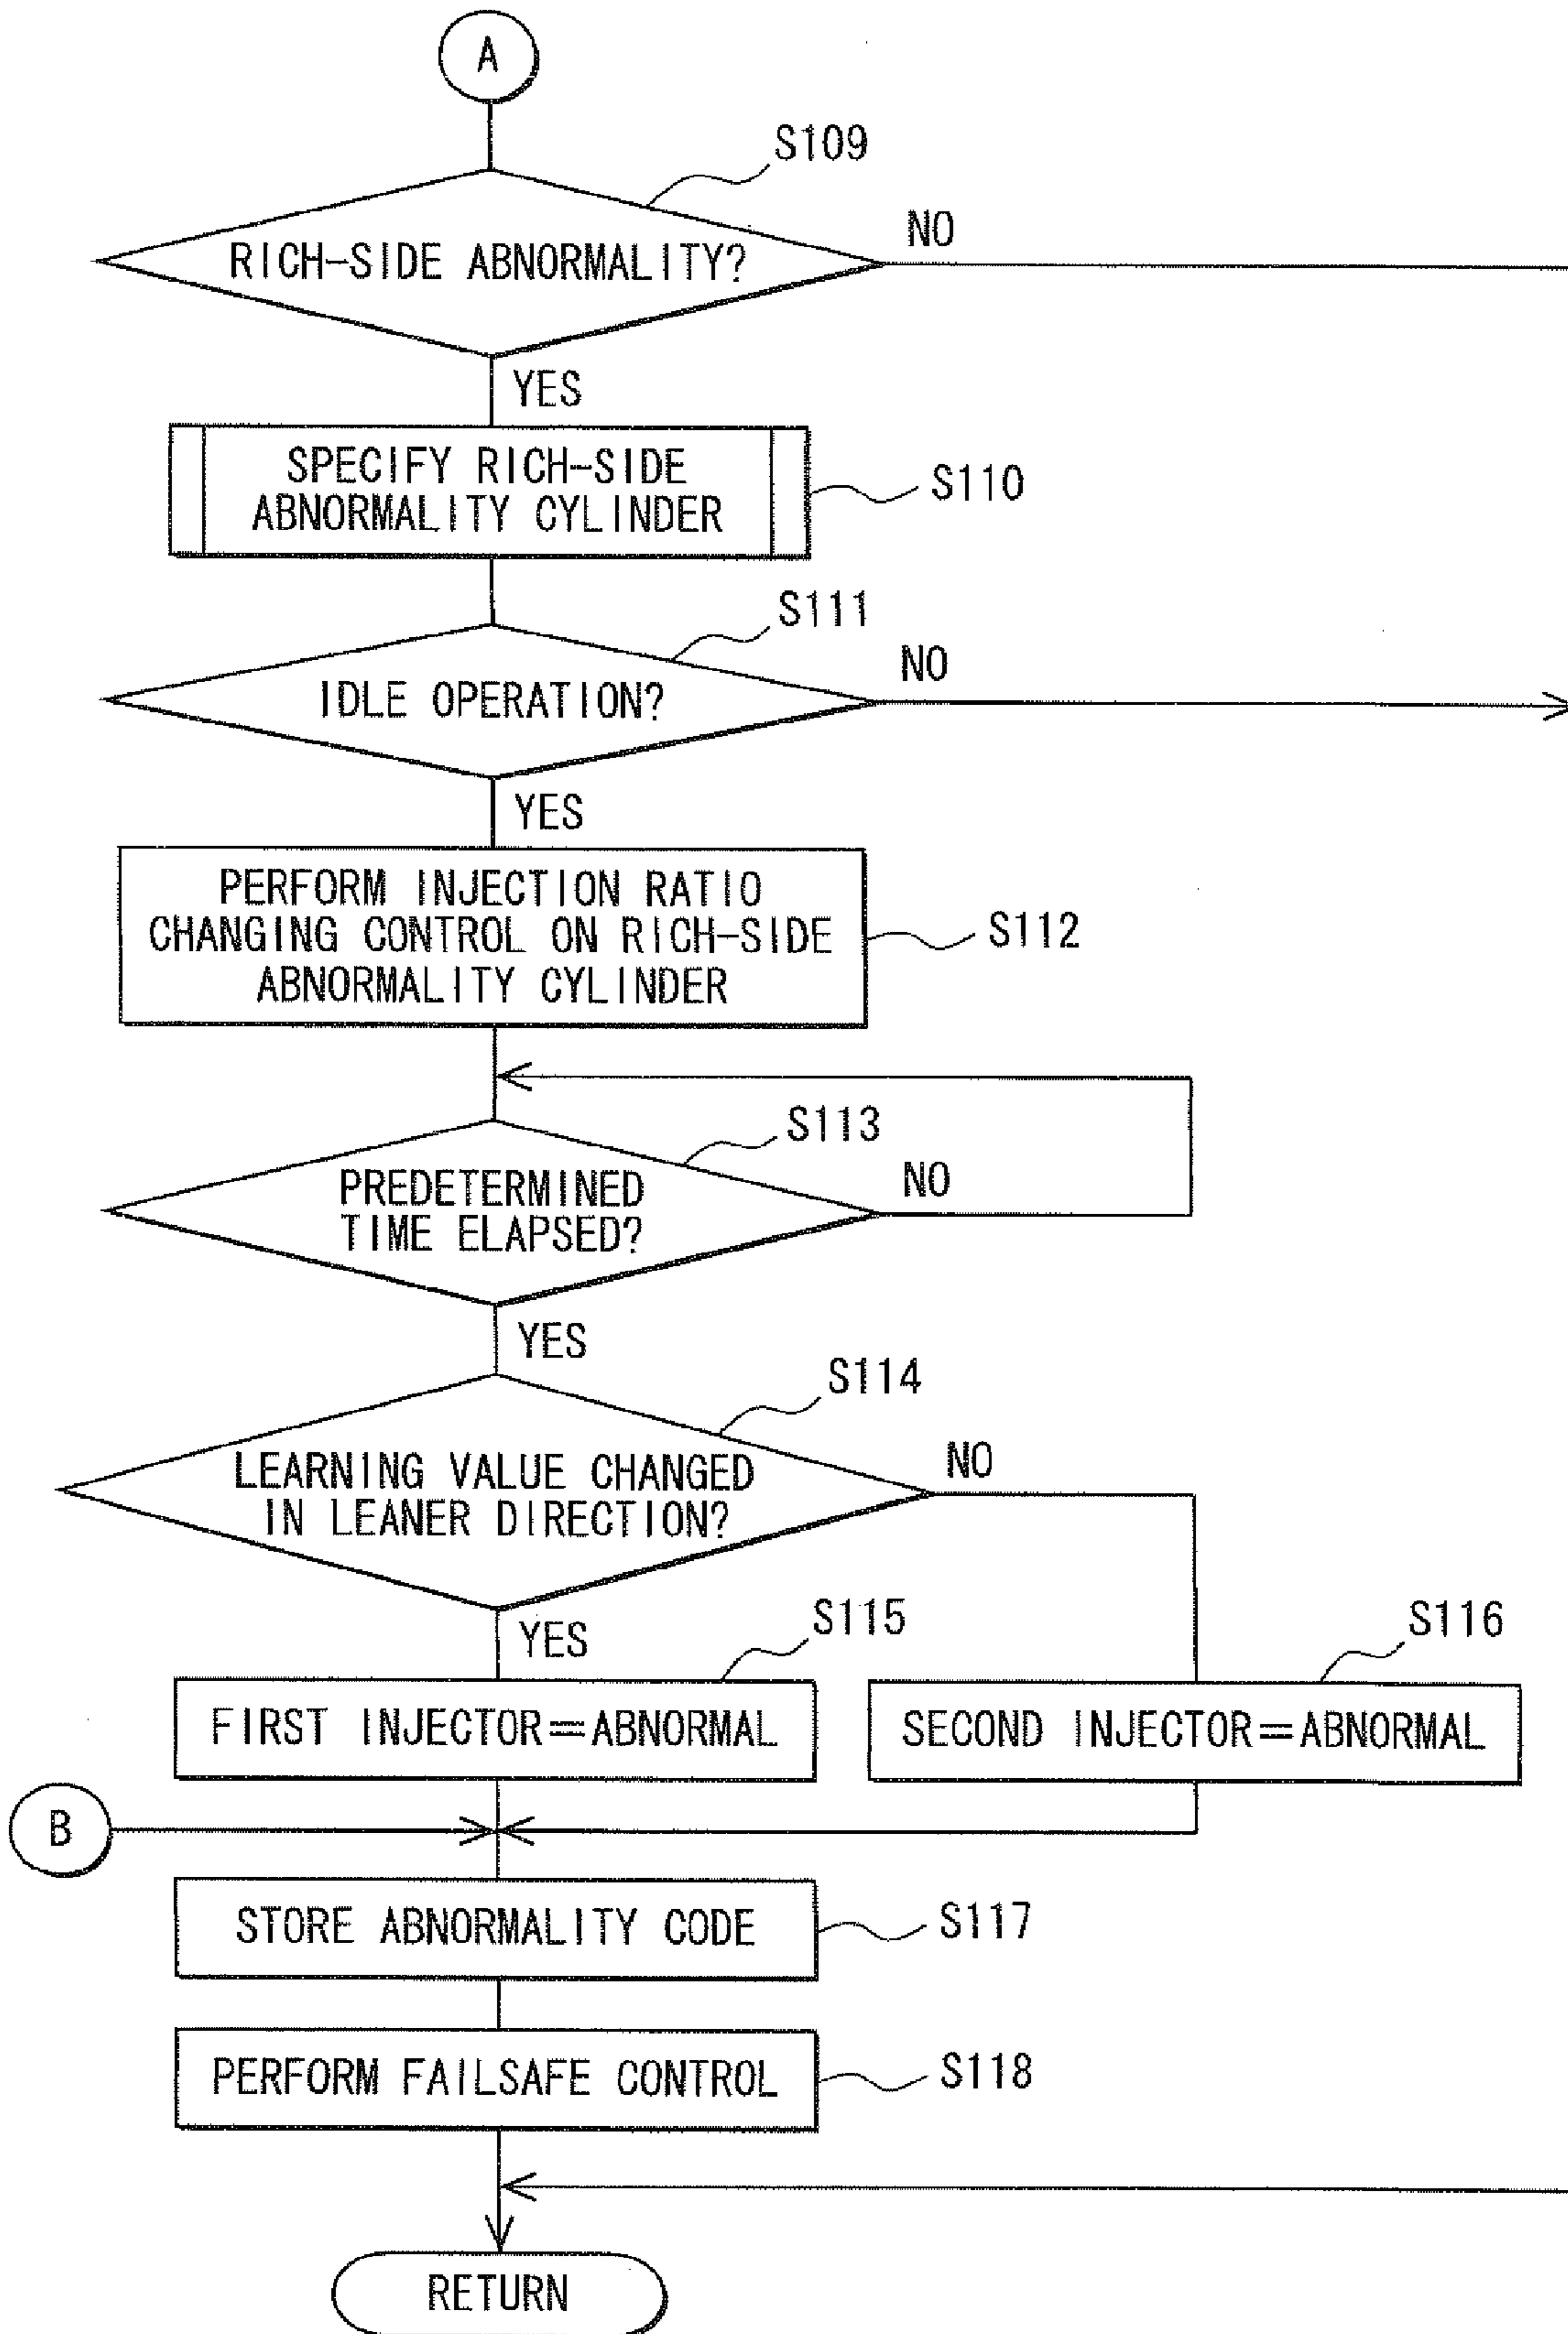 A
S109
RICH-SIDE ABNORMALITY?
NO
YES
SPECIFY RICH-SIDE
ABNORMALITY CYLINDER
S110
S111
IDLE OPERATION?
NO
YES
PERFORM INJECTION RATIO
CHANGING CONTROL ON RICH-SIDE
ABNORMALITY CYLINDER
S112
S113
PREDETERMINED
TIME ELAPSED?
NO
YES
S114
LEARNING VALUE CHANGED
IN LEANER DIRECTION?
NO
YES
S115
S116
FIRST INJECTOR=ABNORMAL
SECOND INJECTOR=ABNORMAL
B
STORE ABNORMALITY CODE
S117
PERFORM FAILSAFE CONTROL
S118
RETURN